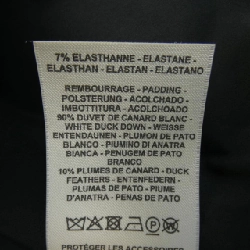 7% ELASTHANNE - ELASTANE -
ELASTHAN - ELASTAN - ELASTANO
REMBOURRAGE - PADDING -
POLSTERUNG - ACOLCHADO -
IMBOTTITURA - ACOLCHOADO
90% DUVET DE CANARD BLANC-
WHITE DUCK DOWN - WEISSE
ENTENDAUNEN - PLUMON DE PATO
BLANCO - PIUMINO DI ANATRA
BIANCA - PENUGEM DE PATO
BRANCO
10% PLUMES DE CANARD - DUCK
FEATHERS - ENTENFEDERN -
PLUMAS DE PATO - PIUME
D'ANATRA - PENAS DE PATO
PROTÉGER LES ACCESSOIRES